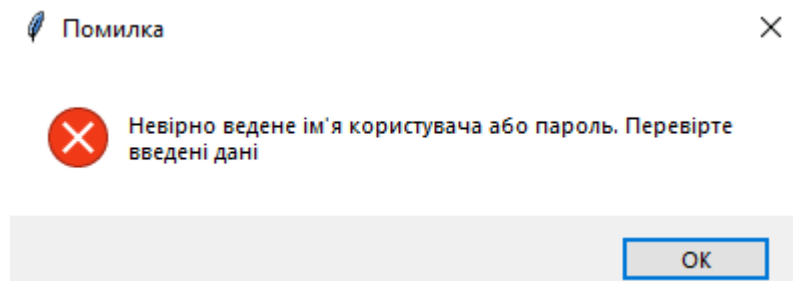 Помилка
Невірно ведене ім'я користувача або пароль. Перевірте
введені дані
OK